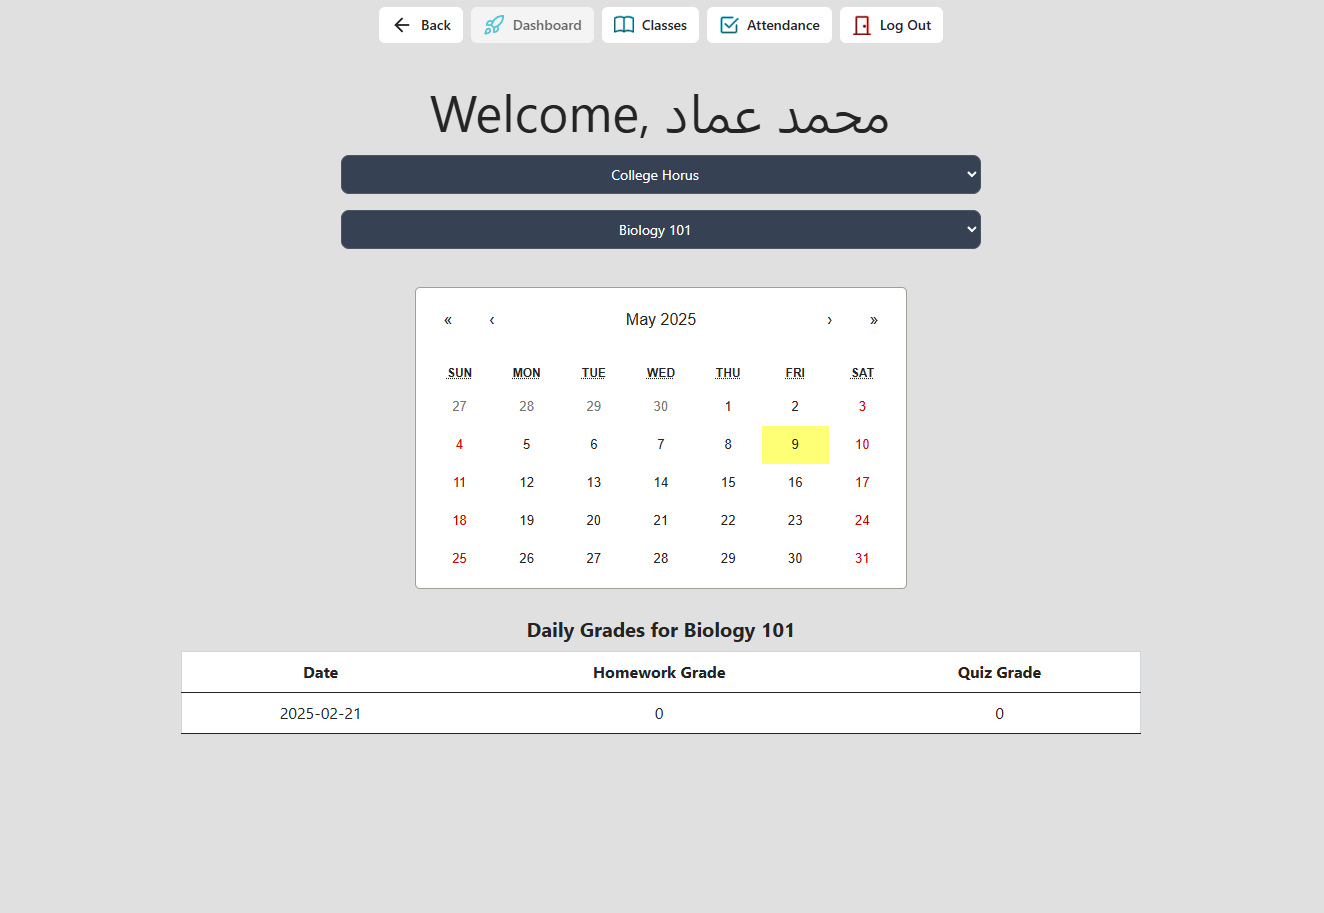 Back Dashboard Classes Attendance Log Out
Welcome, محمد عماد
College Horus
Biology 101
« ‹ May 2025 › »
SUN MON TUE WED THU FRI SAT
27 28 29 30 1 2 3
4 5 6 7 8 9 10
11 12 13 14 15 16 17
18 19 20 21 22 23 24
25 26 27 28 29 30 31
Daily Grades for Biology 101
Date Homework Grade Quiz Grade
2025-02-21 0 0